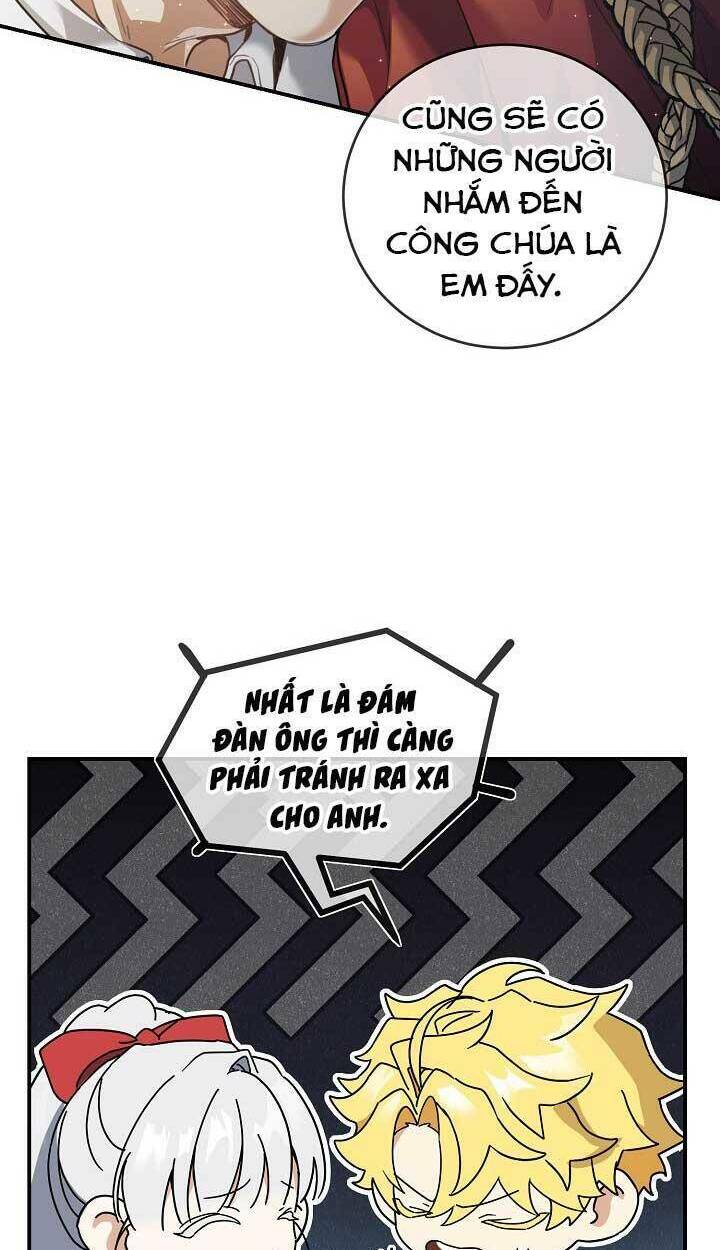 CŨNG SẼ CÓ
NHỮNG NGƯỜI
NHẮM ĐẾN
CÔNG CHÚA LÀ
EM ĐẤY.
NHẤT LÀ ĐÁM
ĐÀN ÔNG THÌ CÀNG
PHẢI TRÁNH RA XA
CHO ANH.